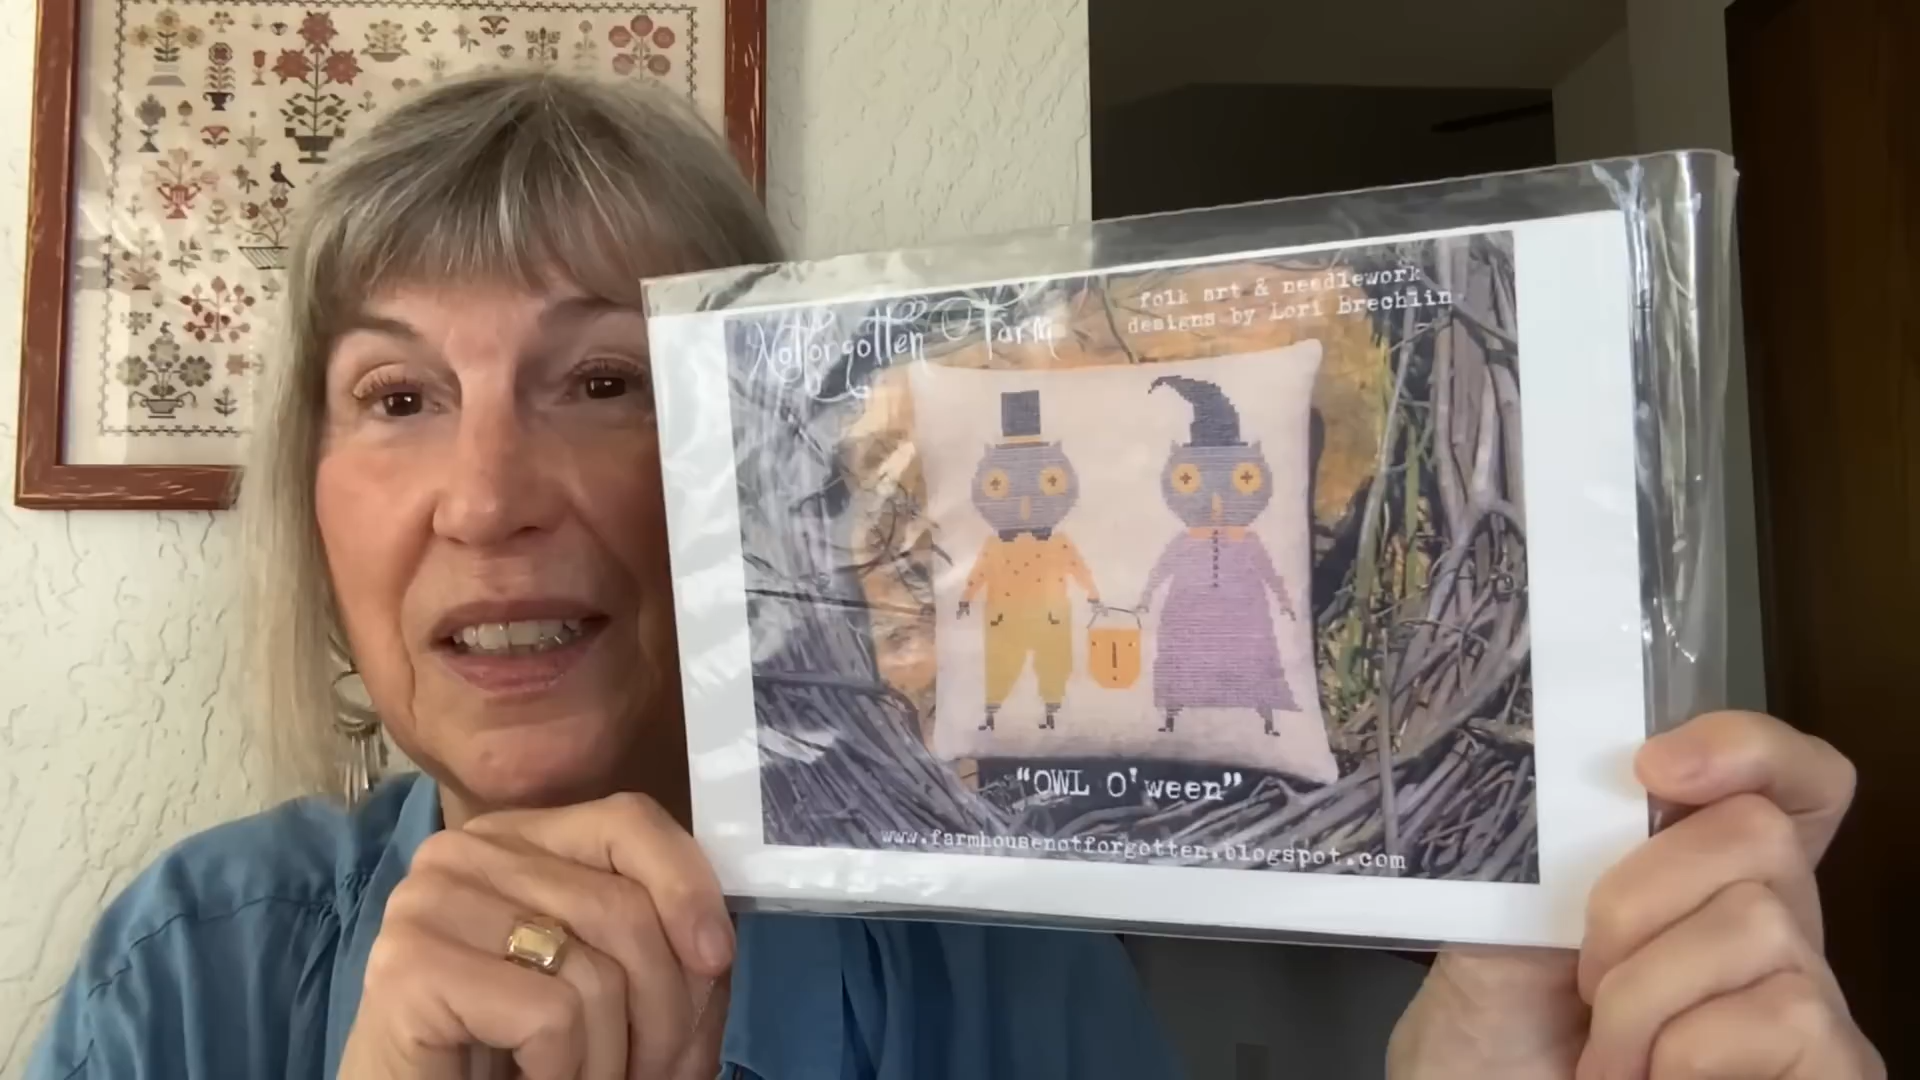 Notforgotten Farm
folk art & needlework
designs by Lori Brechlin
"OWL O'ween"
www.farmhousenotforgotten.blogspot.com